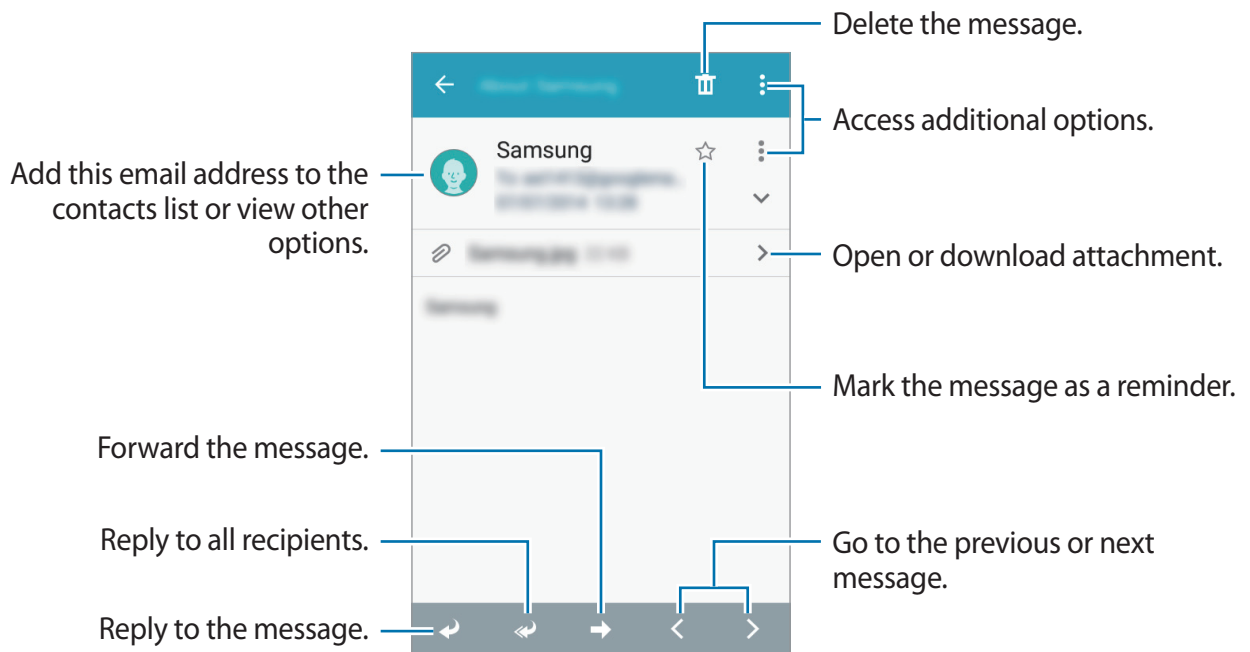 Delete the message.
Access additional options.
Samsung
Add this email address to the
contacts list or view other
options.
Open or download attachment.
Mark the message as a reminder.
Forward the message.
Reply to all recipients.
Go to the previous or next
message.
Reply to the message.